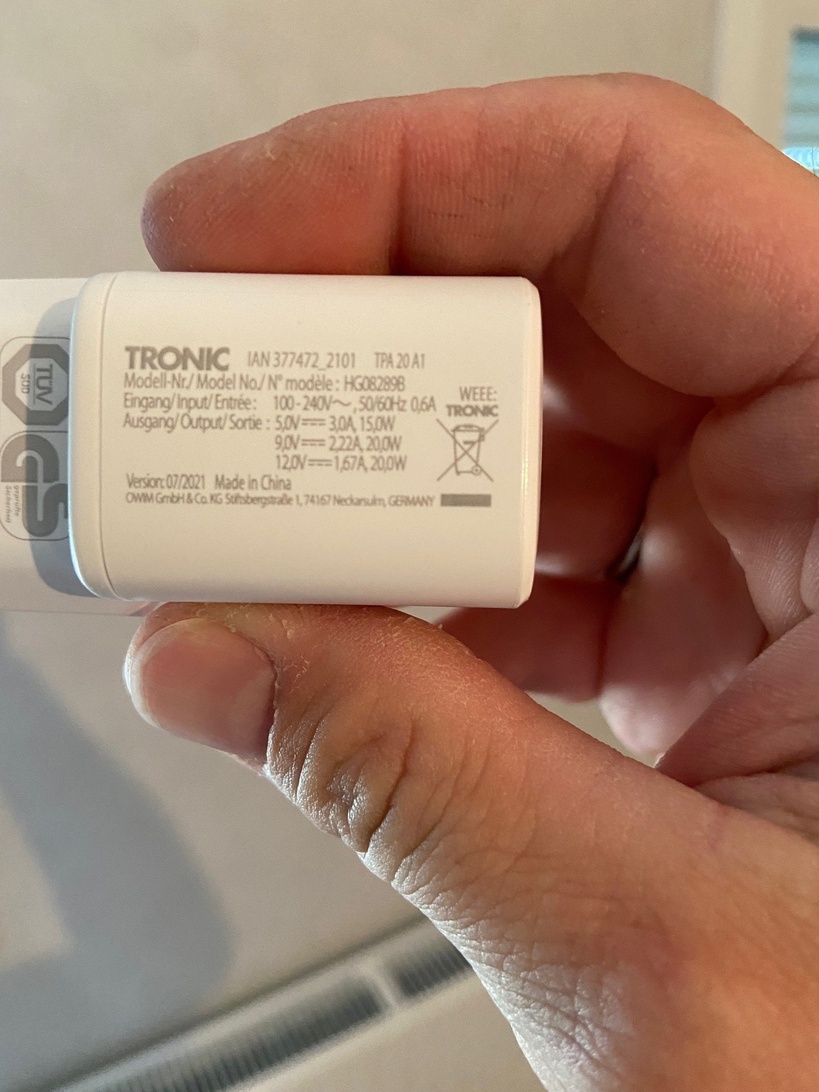 TRONIC IAN 377472_2101 TPA 20 A1
Modell-Nr./ Model No./ N° modèle : HG08289B
Eingang/Input/Entrée : 100-240V～, 50/60Hz 0,6A
Ausgang/Output/Sortie : 5,0V⎓3,0A, 15,0W
9,0V⎓2,22A, 20,0W
12,0V⎓1,67A, 20,0W
Version: 07/2021 Made in China
OWIM GmbH & Co. KG Stiftsbergstraße 1, 74167 Neckarsulm, GERMANY
WEEE:
TRONIC
TÜV
SÜD
GS
geprüfte
Sicherheit